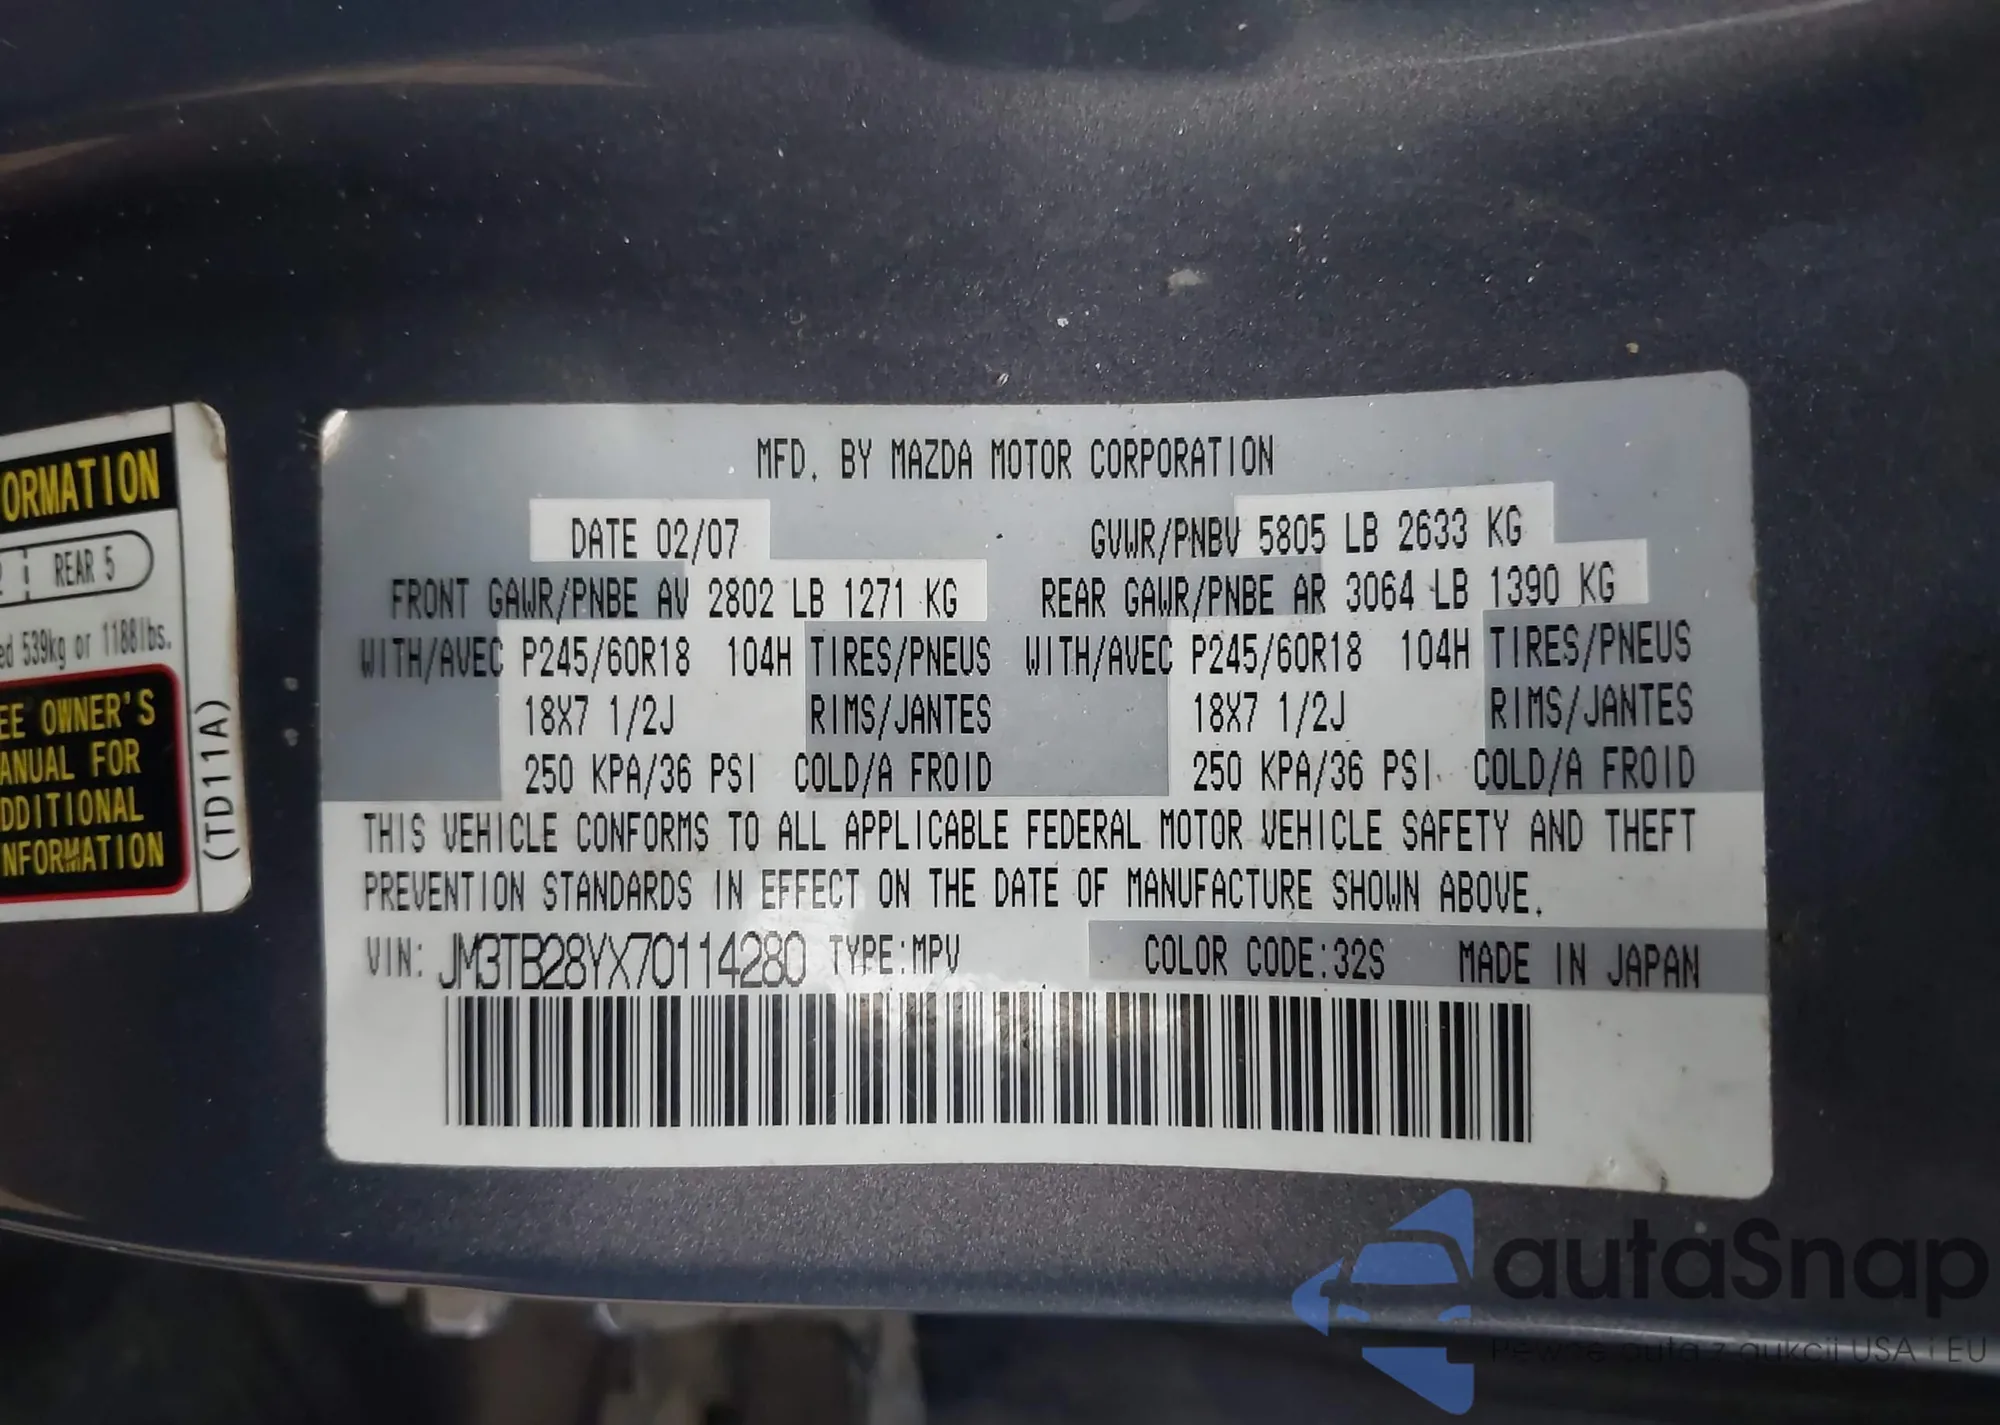 ORMATION
REAR 5
ed 539kg or 1188lbs.
EE OWNER'S
ANUAL FOR
DDITIONAL
NFORMATION
(TD11A)
MFD. BY MAZDA MOTOR CORPORATION
DATE 02/07 GVWR/PNBV 5805 LB 2633 KG
FRONT GAWR/PNBE AV 2802 LB 1271 KG REAR GAWR/PNBE AR 3064 LB 1390 KG
WITH/AVEC P245/60R18 104H TIRES/PNEUS WITH/AVEC P245/60R18 104H TIRES/PNEUS
18X7 1/2J RIMS/JANTES 18X7 1/2J RIMS/JANTES
250 KPA/36 PSI COLD/A FROID 250 KPA/36 PSI COLD/A FROID
THIS VEHICLE CONFORMS TO ALL APPLICABLE FEDERAL MOTOR VEHICLE SAFETY AND THEFT
PREVENTION STANDARDS IN EFFECT ON THE DATE OF MANUFACTURE SHOWN ABOVE.
VIN: JM3TB28YX70114280 TYPE:MPV COLOR CODE:32S MADE IN JAPAN
autaSnap
Pewne auta z aukcji USA i EU